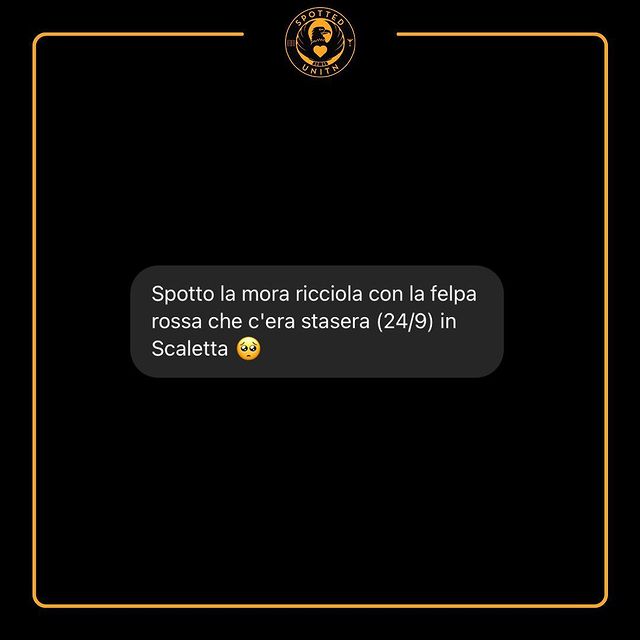 SPOTTED
UNITN
Spotto la mora ricciola con la felpa
rossa che c'era stasera (24/9) in
Scaletta 🥺